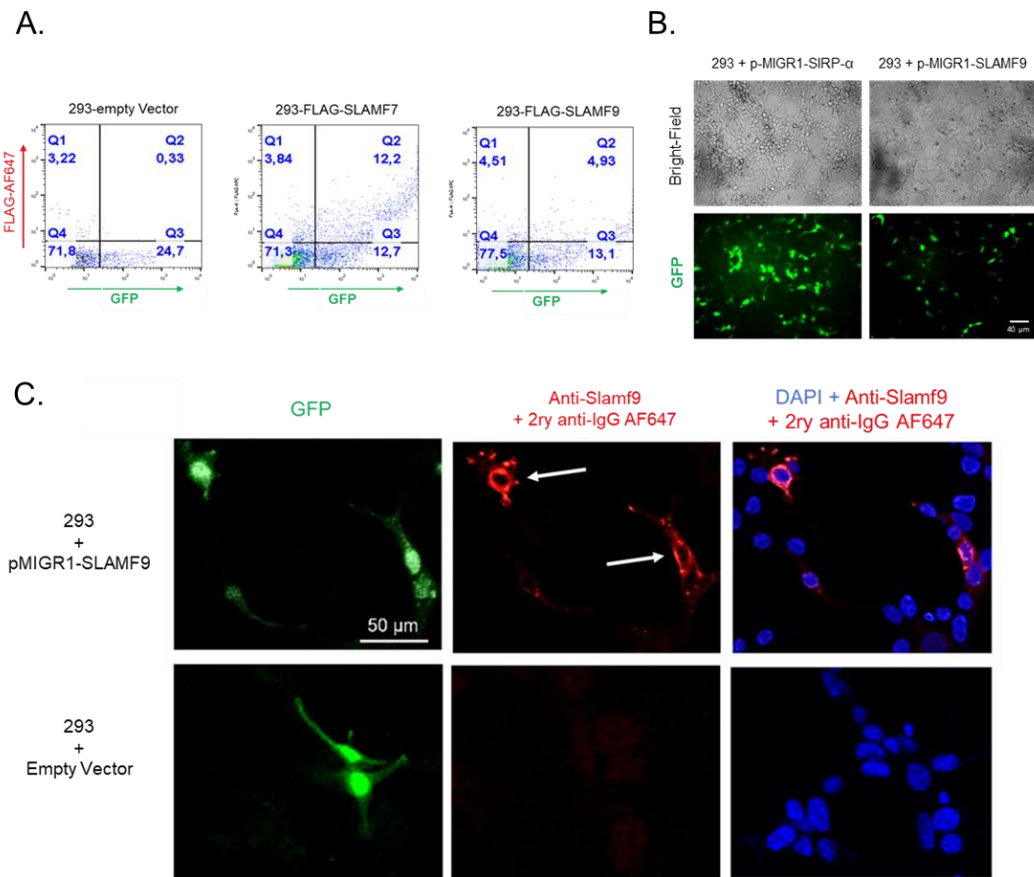 A.
293-empty Vector
Q1
3,22
Q2
0,33
Q4
71,8
Q3
24,7
FLAG-AF647
GFP
293-FLAG-SLAMF7
Q1
3,84
Q2
12,2
Q4
71,3
Q3
12,7
GFP
293-FLAG-SLAMF9
Q1
4,51
Q2
4,93
Q4
77,5
Q3
13,1
GFP
B.
293 + p-MIGR1-SIRP-α
293 + p-MIGR1-SLAMF9
Bright-Field
GFP
40 µm
C.
GFP
Anti-Slamf9
+ 2ry anti-IgG AF647
DAPI + Anti-Slamf9
+ 2ry anti-IgG AF647
293
+
pMIGR1-SLAMF9
50 µm
293
+
Empty Vector